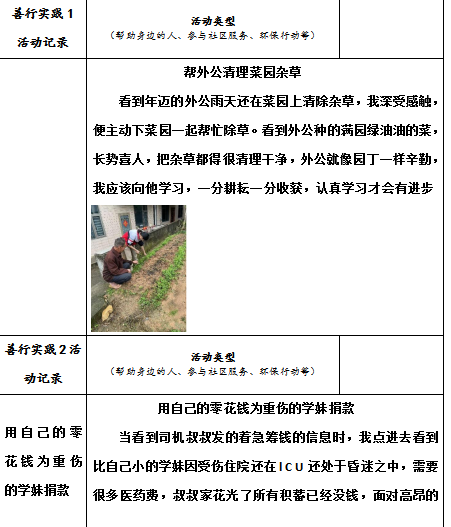 善行实践1
活动记录
活动类型
（帮助身边的人、参与社区服务、环保行动等）
帮外公清理菜园杂草
看到年迈的外公雨天还在菜园上清除杂草，我深受感触，
便主动下菜园一起帮忙除草。看到外公种的满园绿油油的菜，
长势喜人，把杂草都得很清理干净，外公就像园丁一样辛勤，
我应该向他学习，一分耕耘一分收获，认真学习才会有进步
善行实践2活
动记录
活动类型
（帮助身边的人、参与社区服务、环保行动等）
用自己的零
花钱为重伤
的学妹捐款
用自己的零花钱为重伤的学妹捐款
当看到司机叔叔发的着急筹钱的信息时，我点进去看到
比自己小的学妹因受伤住院还在ICU还处于昏迷之中，需要
很多医药费，叔叔家花光了所有积蓄已经没钱，面对高昂的